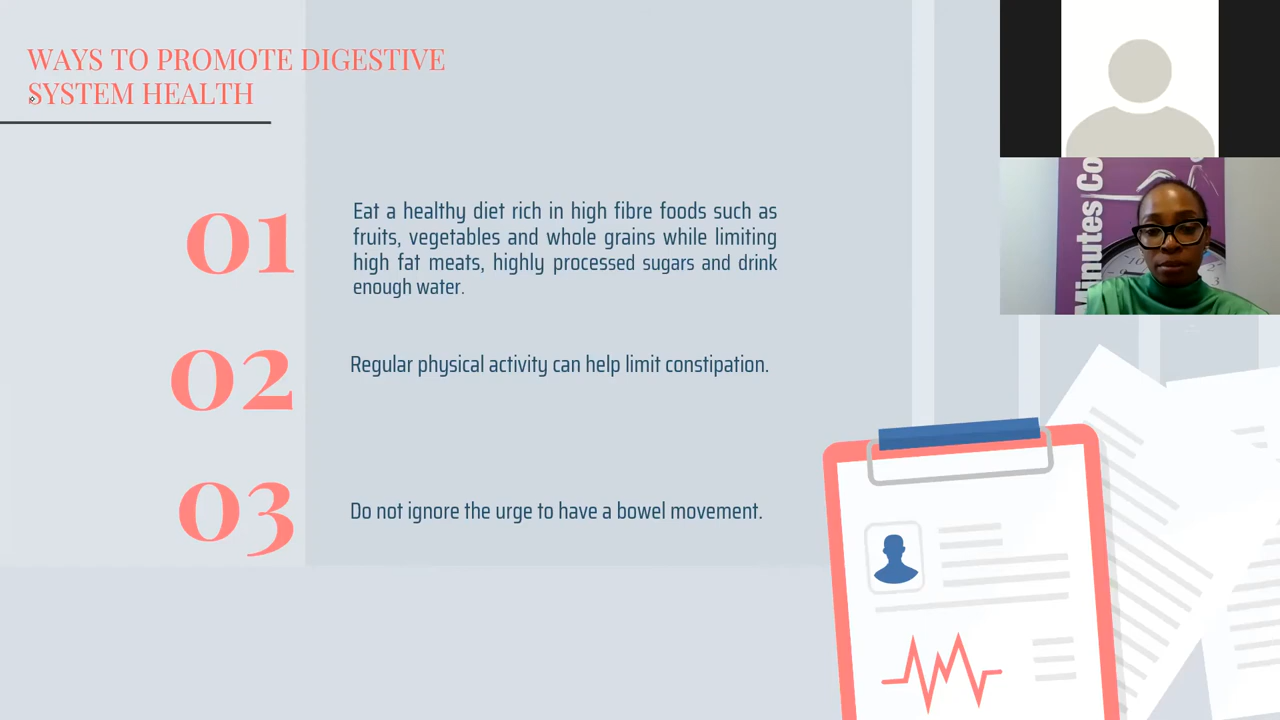 WAYS TO PROMOTE DIGESTIVE
SYSTEM HEALTH
01
Eat a healthy diet rich in high fibre foods such as
fruits, vegetables and whole grains while limiting
high fat meats, highly processed sugars and drink
enough water.
02
Regular physical activity can help limit constipation.
03
Do not ignore the urge to have a bowel movement.
Minutes Co